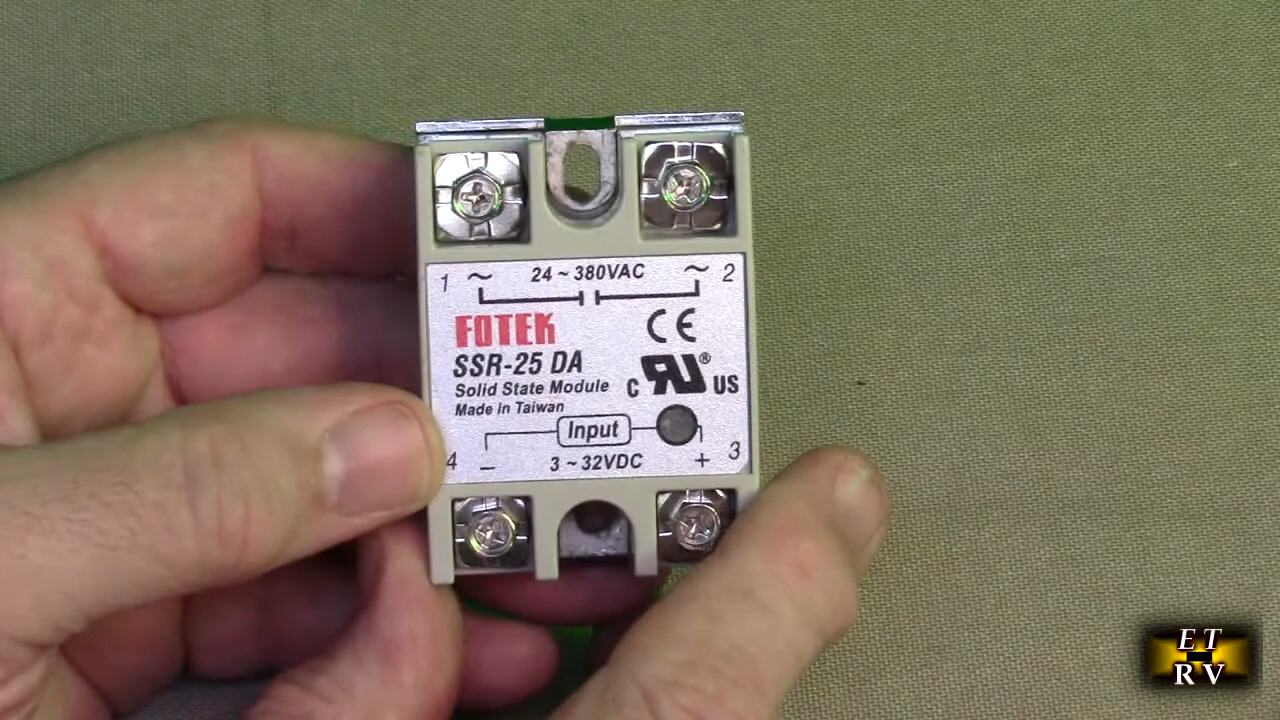 1 ~ 24 ~ 380VAC ~ 2
FOTEK
CE
SSR-25 DA
Solid State Module
Made in Taiwan
C RU® US
Input
4 − 3 ~ 32VDC + 3
ET
RV